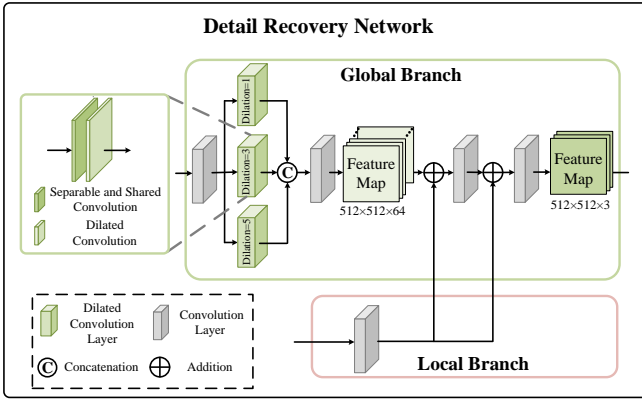 Detail Recovery Network
Global Branch
Dilation=1
Dilation=3
Dilation=5
C
Feature
Map
512×512×64
Feature
Map
512×512×3
Separable and Shared
Convolution
Dilated
Convolution
Dilated
Convolution
Layer
Convolution
Layer
C Concatenation
Addition
Local Branch